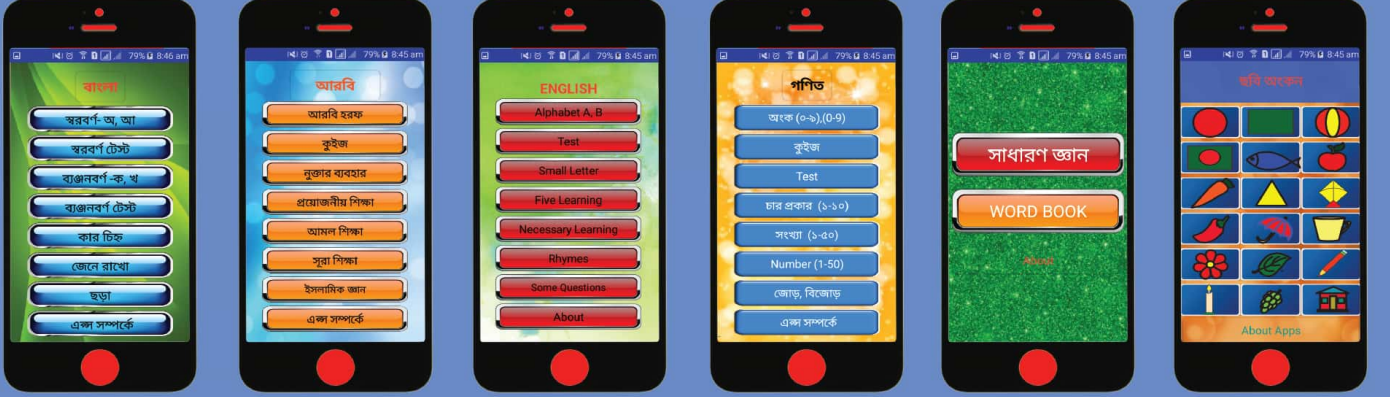 79% 8:46 am
বাংলা
স্বরবর্ণ- অ, আ
স্বরবর্ণ টেস্ট
ব্যঞ্জনবর্ণ -ক, খ
ব্যঞ্জনবর্ণ টেস্ট
কার চিহ্ন
জেনে রাখো
ছড়া
এপ্স সম্পর্কে
79% 8:45 am
আরবি
আরবি হরফ
কুইজ
নুক্তার ব্যবহার
প্রয়োজনীয় শিক্ষা
আমল শিক্ষা
সূরা শিক্ষা
ইসলামিক জ্ঞান
এপ্স সম্পর্কে
79% 8:45 am
ENGLISH
Alphabet A, B
Test
Small Letter
Five Learning
Necessary Learning
Rhymes
Some Questions
About
79% 8:45 am
গণিত
অংক (০-৯),(0-9)
কুইজ
Test
চার প্রকার (১-১০)
সংখ্যা (১-৫০)
Number (1-50)
জোড়, বিজোড়
এপ্স সম্পর্কে
79% 8:45 am
সাধারণ জ্ঞান
WORD BOOK
About
79% 8:45 am
ছবি অংকন
About Apps